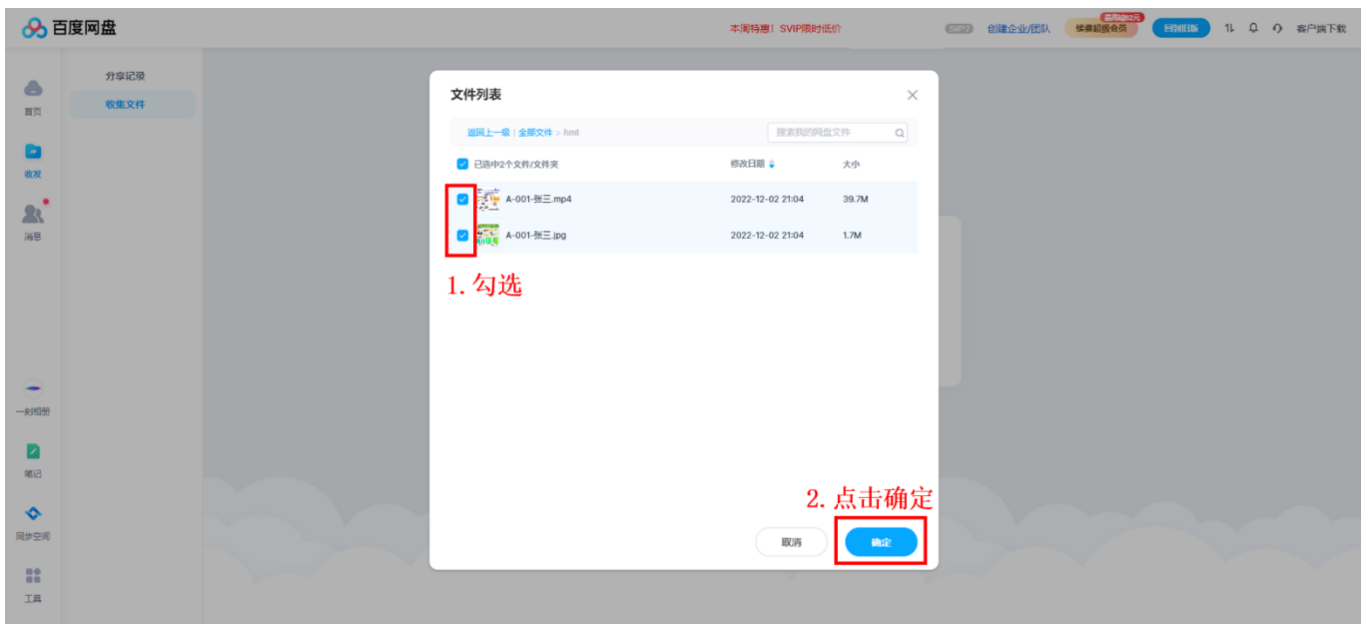 百度网盘
本周特惠！SVIP限时低价
创建企业/团队
续费超级会员
客户端下载
首页
收发
消息
一刻相册
笔记
同步空间
工具
分享记录
收集文件
文件列表
返回上一级 | 全部文件 > hmt
搜索我的网盘文件
已选中2个文件/文件夹 修改日期 大小
A-001-张三.mp4 2022-12-02 21:04 39.7M
A-001-张三.jpg 2022-12-02 21:04 1.7M
1. 勾选
2. 点击确定
取消 确定